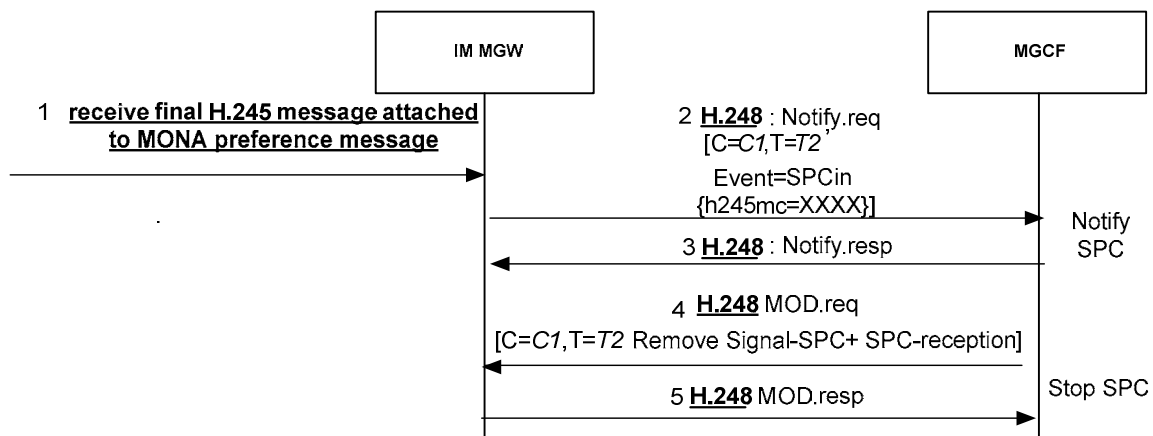 IM MGW
MGCF
1 receive final H.245 message attached
to MONA preference message
2 H.248 : Notify.req
[C=C1,T=T2,
Event=SPCin
{h245mc=XXXX}]
Notify
SPC
3 H.248 : Notify.resp
4 H.248 MOD.req
[C=C1,T=T2 Remove Signal-SPC+ SPC-reception]
Stop SPC
5 H.248 MOD.resp